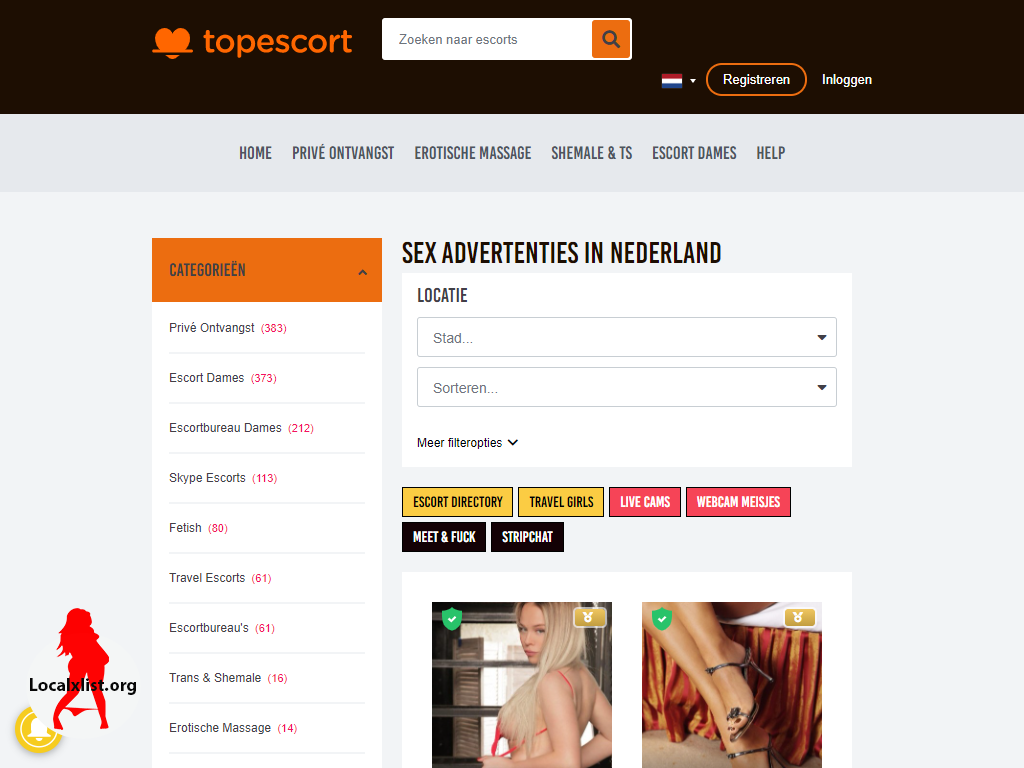 topescort
Zoeken naar escorts
Registreren
Inloggen
HOME
PRIVÉ ONTVANGST
EROTISCHE MASSAGE
SHEMALE & TS
ESCORT DAMES
HELP
CATEGORIEËN
Privé Ontvangst (383)
Escort Dames (373)
Escortbureau Dames (212)
Skype Escorts (113)
Fetish (80)
Travel Escorts (61)
Escortbureau's (61)
Trans & Shemale (16)
Erotische Massage (14)
SEX ADVERTENTIES IN NEDERLAND
LOCATIE
Stad...
Sorteren...
Meer filteropties
ESCORT DIRECTORY
TRAVEL GIRLS
LIVE CAMS
WEBCAM MEISJES
MEET & FUCK
STRIPCHAT
Localxlist.org